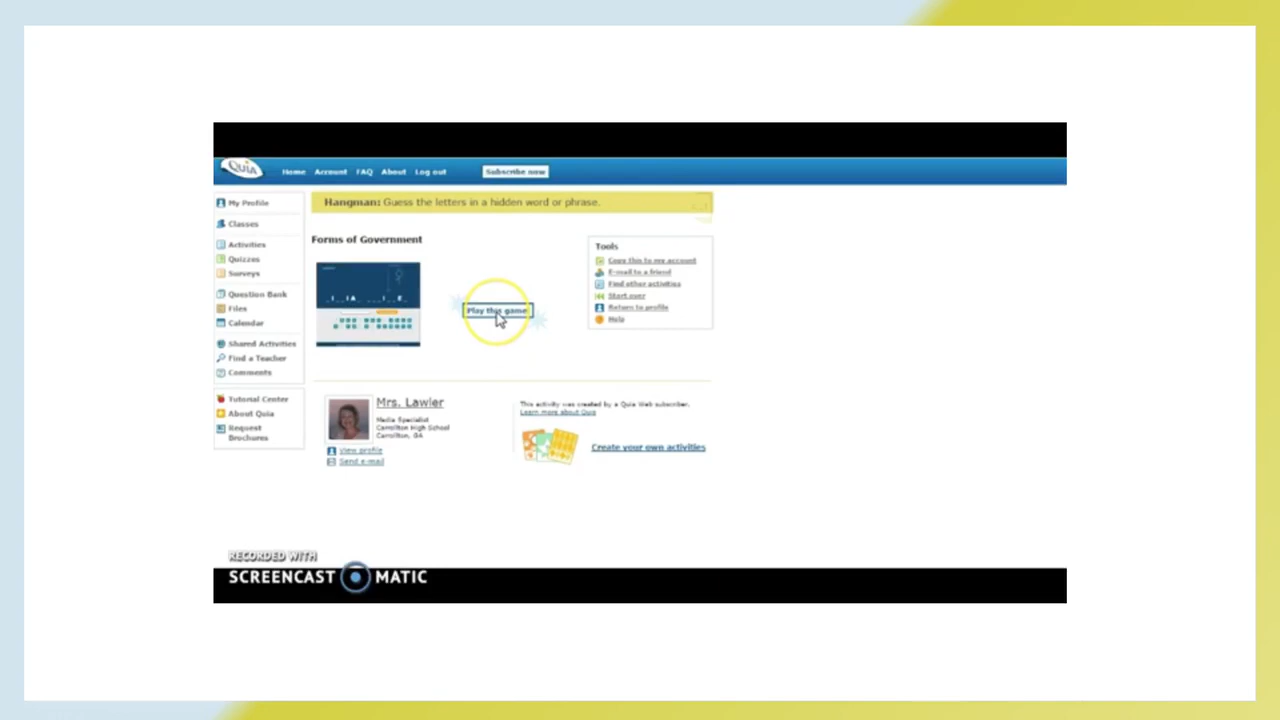 Quia
Home Account FAQ About Log out Subscribe now
My Profile
Classes
Activities
Quizzes
Surveys
Question Bank
Files
Calendar
Shared Activities
Find a Teacher
Comments
Tutorial Center
About Quia
Request
Brochures
Hangman: Guess the letters in a hidden word or phrase.
Forms of Government
_ I _ _ IA _ _ _ _ I _ E _
Play this game
Tools
Copy this to my account
E-mail to a friend
Find other activities
Start over
Return to profile
Help
Mrs. Lawler
Media Specialist
Carrollton High School
Carrollton, GA
View profile
Send e-mail
This activity was created by a Quia Web subscriber.
Learn more about Quia
Create your own activities
RECORDED WITH
SCREENCAST MATIC